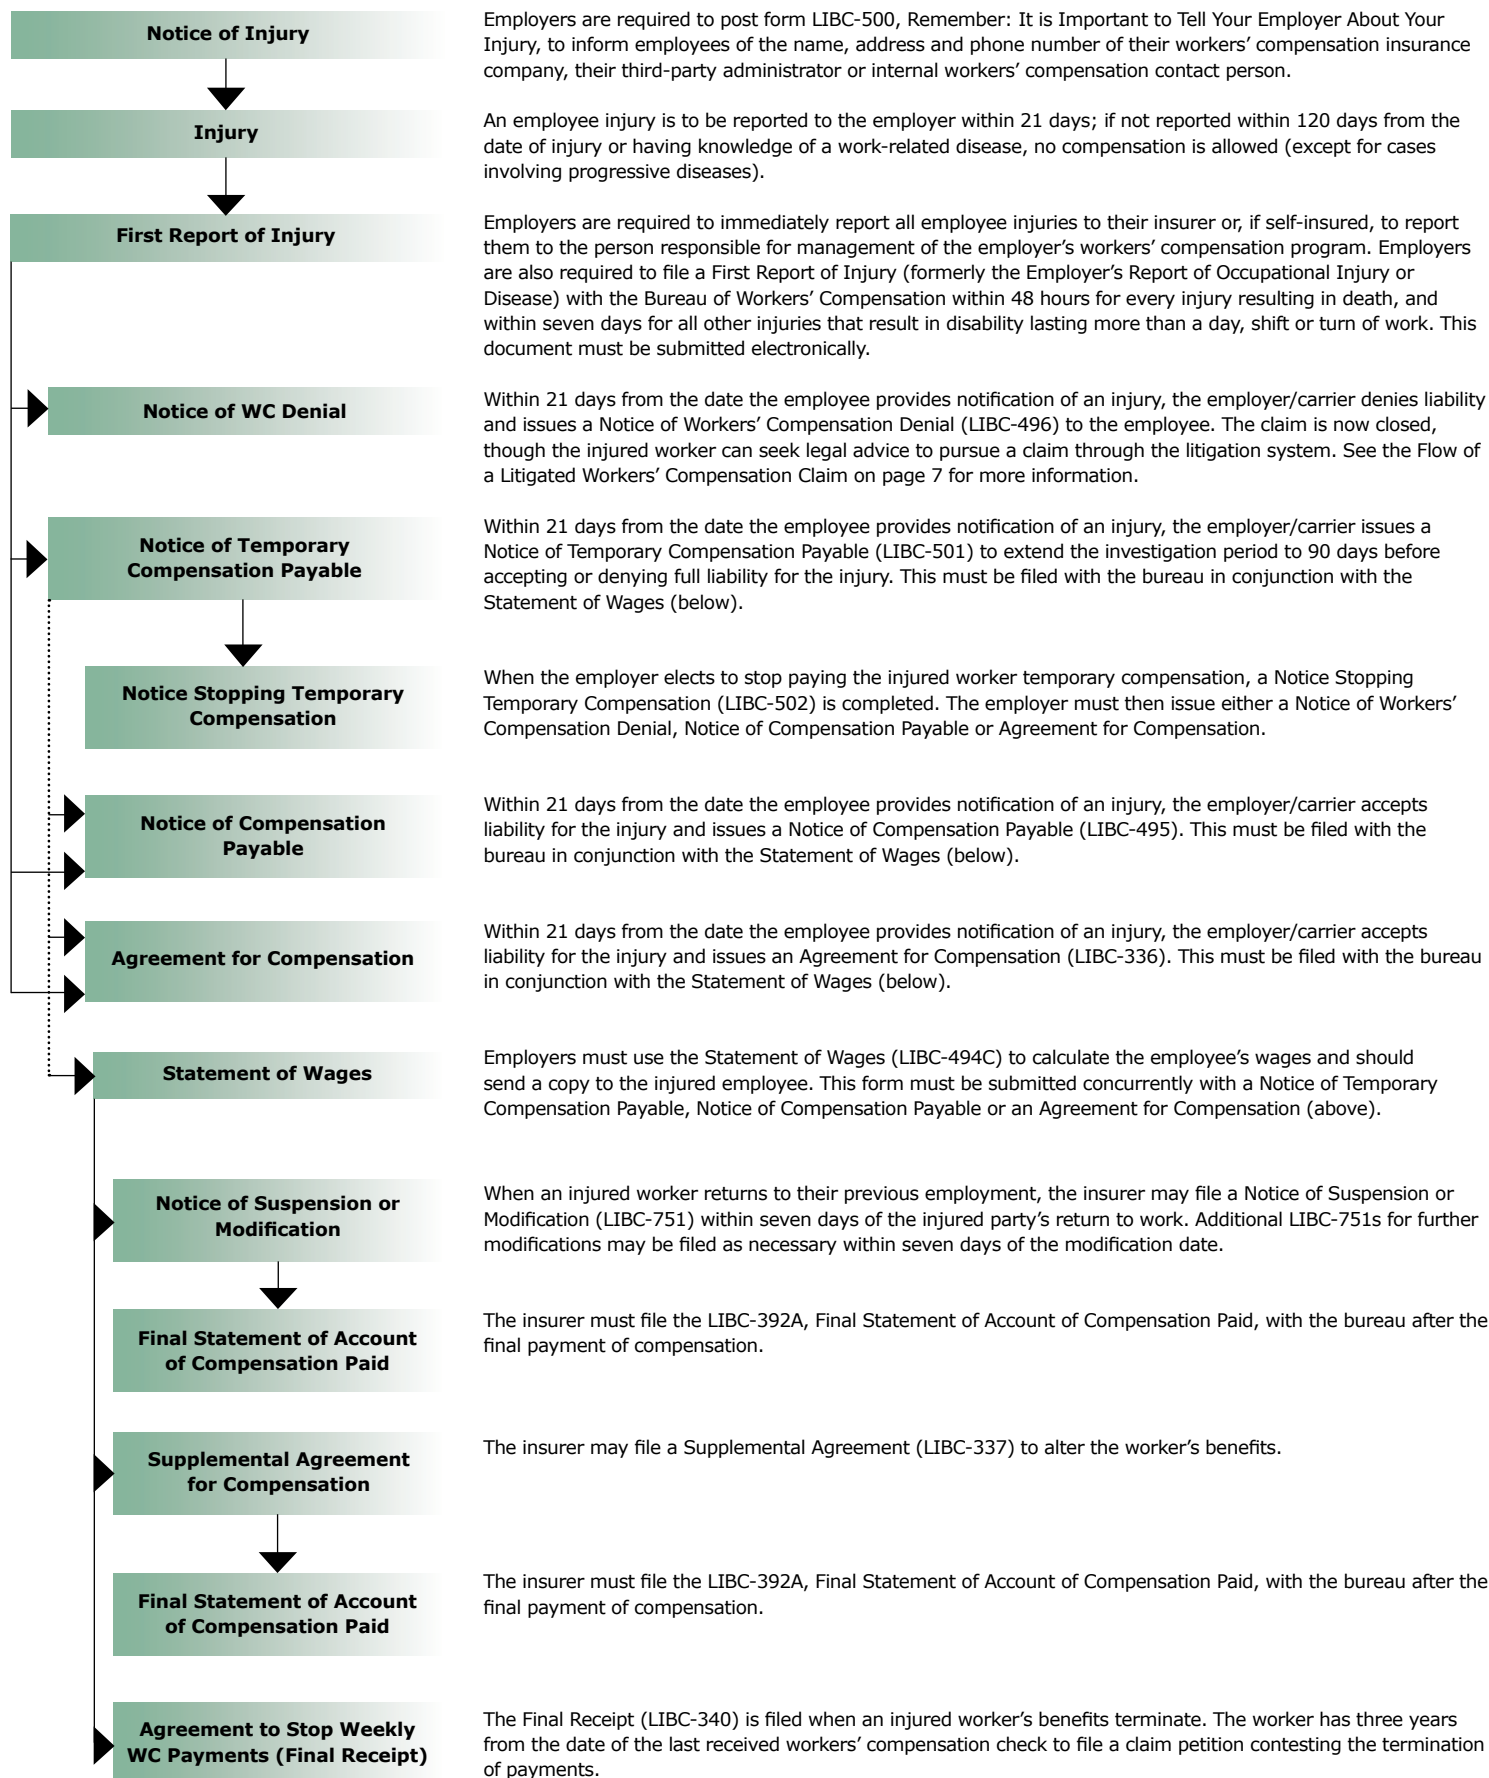 Notice of Injury
Employers are required to post form LIBC-500, Remember: It is Important to Tell Your Employer About Your
Injury, to inform employees of the name, address and phone number of their workers’ compensation insurance
company, their third-party administrator or internal workers’ compensation contact person.
Injury
An employee injury is to be reported to the employer within 21 days; if not reported within 120 days from the
date of injury or having knowledge of a work-related disease, no compensation is allowed (except for cases
involving progressive diseases).
First Report of Injury
Employers are required to immediately report all employee injuries to their insurer or, if self-insured, to report
them to the person responsible for management of the employer’s workers’ compensation program. Employers
are also required to file a First Report of Injury (formerly the Employer’s Report of Occupational Injury or
Disease) with the Bureau of Workers’ Compensation within 48 hours for every injury resulting in death, and
within seven days for all other injuries that result in disability lasting more than a day, shift or turn of work. This
document must be submitted electronically.
Notice of WC Denial
Within 21 days from the date the employee provides notification of an injury, the employer/carrier denies liability
and issues a Notice of Workers’ Compensation Denial (LIBC-496) to the employee. The claim is now closed,
though the injured worker can seek legal advice to pursue a claim through the litigation system. See the Flow of
a Litigated Workers’ Compensation Claim on page 7 for more information.
Notice of Temporary
Compensation Payable
Within 21 days from the date the employee provides notification of an injury, the employer/carrier issues a
Notice of Temporary Compensation Payable (LIBC-501) to extend the investigation period to 90 days before
accepting or denying full liability for the injury. This must be filed with the bureau in conjunction with the
Statement of Wages (below).
Notice Stopping Temporary
Compensation
When the employer elects to stop paying the injured worker temporary compensation, a Notice Stopping
Temporary Compensation (LIBC-502) is completed. The employer must then issue either a Notice of Workers’
Compensation Denial, Notice of Compensation Payable or Agreement for Compensation.
Notice of Compensation
Payable
Within 21 days from the date the employee provides notification of an injury, the employer/carrier accepts
liability for the injury and issues a Notice of Compensation Payable (LIBC-495). This must be filed with the
bureau in conjunction with the Statement of Wages (below).
Agreement for Compensation
Within 21 days from the date the employee provides notification of an injury, the employer/carrier accepts
liability for the injury and issues an Agreement for Compensation (LIBC-336). This must be filed with the bureau
in conjunction with the Statement of Wages (below).
Statement of Wages
Employers must use the Statement of Wages (LIBC-494C) to calculate the employee’s wages and should
send a copy to the injured employee. This form must be submitted concurrently with a Notice of Temporary
Compensation Payable, Notice of Compensation Payable or an Agreement for Compensation (above).
Notice of Suspension or
Modification
When an injured worker returns to their previous employment, the insurer may file a Notice of Suspension or
Modification (LIBC-751) within seven days of the injured party’s return to work. Additional LIBC-751s for further
modifications may be filed as necessary within seven days of the modification date.
Final Statement of Account
of Compensation Paid
The insurer must file the LIBC-392A, Final Statement of Account of Compensation Paid, with the bureau after the
final payment of compensation.
Supplemental Agreement
for Compensation
The insurer may file a Supplemental Agreement (LIBC-337) to alter the worker’s benefits.
Final Statement of Account
of Compensation Paid
The insurer must file the LIBC-392A, Final Statement of Account of Compensation Paid, with the bureau after the
final payment of compensation.
Agreement to Stop Weekly
WC Payments (Final Receipt)
The Final Receipt (LIBC-340) is filed when an injured worker’s benefits terminate. The worker has three years
from the date of the last received workers’ compensation check to file a claim petition contesting the termination
of payments.